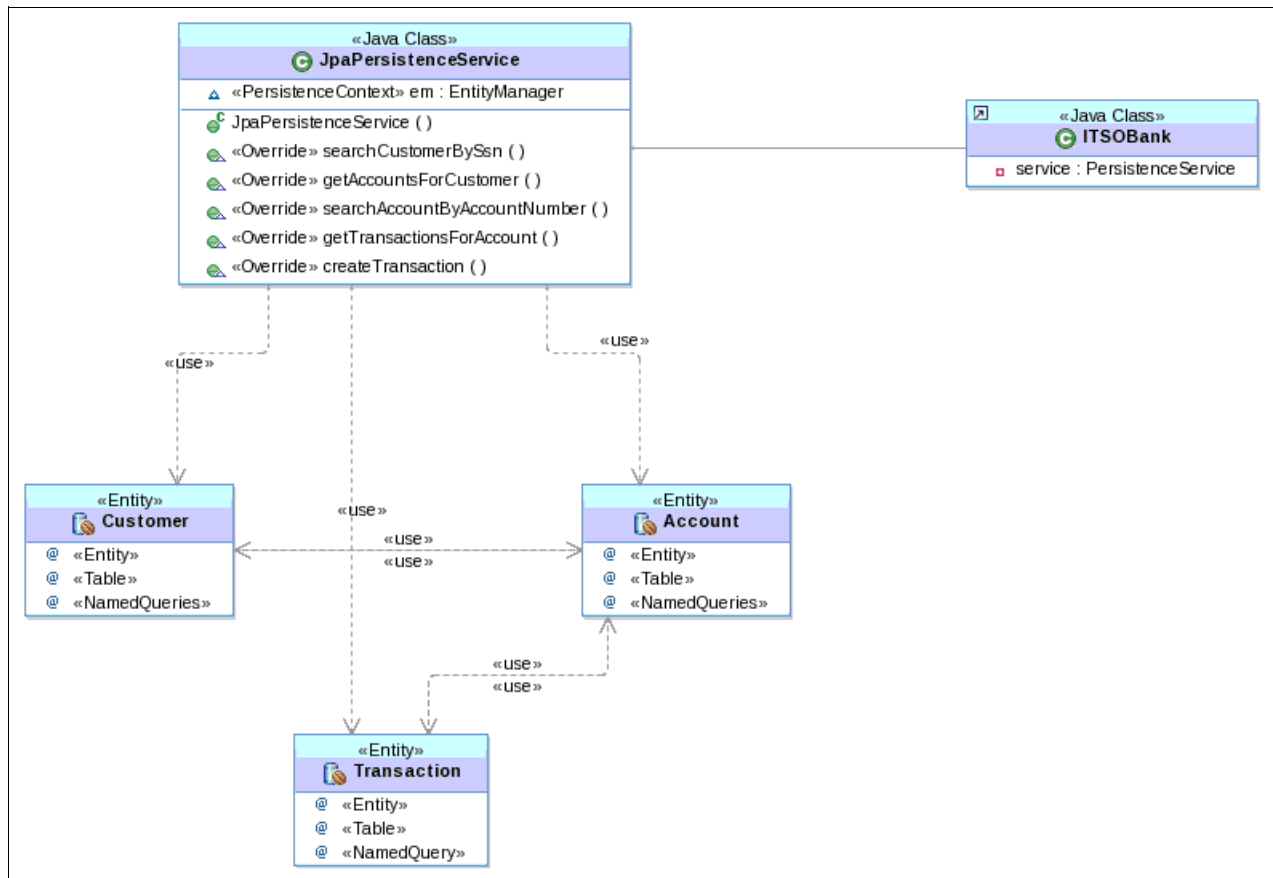 «Java Class»
JpaPersistenceService
«PersistenceContext» em : EntityManager
JpaPersistenceService ( )
«Override» searchCustomerBySsn ( )
«Override» getAccountsForCustomer ( )
«Override» searchAccountByAccountNumber ( )
«Override» getTransactionsForAccount ( )
«Override» createTransaction ( )
«Java Class»
ITSOBank
service : PersistenceService
«use»
«use»
«Entity»
Customer
@ «Entity»
@ «Table»
@ «NamedQueries»
«use»
«use»
«use»
«Entity»
Account
@ «Entity»
@ «Table»
@ «NamedQueries»
«use»
«use»
«Entity»
Transaction
@ «Entity»
@ «Table»
@ «NamedQuery»